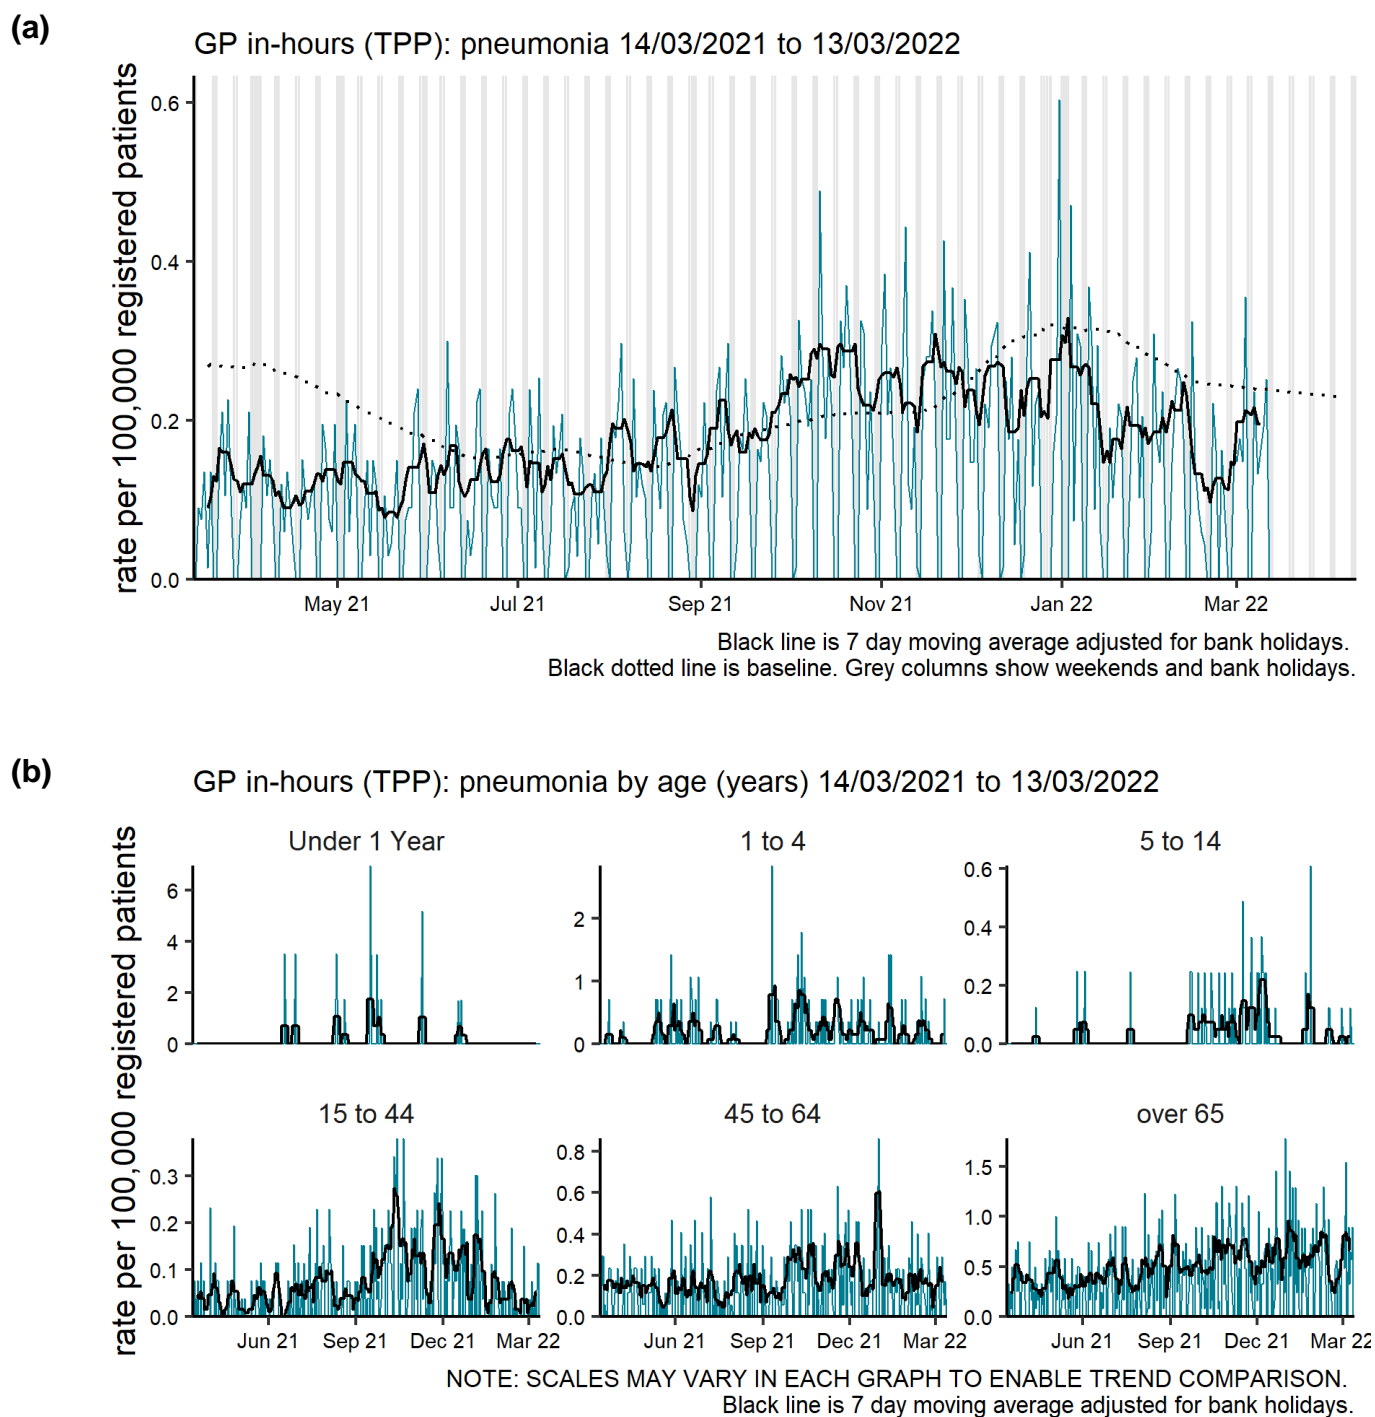 (a)
GP in-hours (TPP): pneumonia 14/03/2021 to 13/03/2022
rate per 100,000 registered patients
0.6
0.4
0.2
0.0
May 21 Jul 21 Sep 21 Nov 21 Jan 22 Mar 22
Black line is 7 day moving average adjusted for bank holidays.
Black dotted line is baseline. Grey columns show weekends and bank holidays.
(b)
GP in-hours (TPP): pneumonia by age (years) 14/03/2021 to 13/03/2022
rate per 100,000 registered patients
Under 1 Year
6
4
2
0
1 to 4
2
1
0
5 to 14
0.6
0.4
0.2
0.0
15 to 44
0.3
0.2
0.1
0.0
Jun 21 Sep 21 Dec 21 Mar 22
45 to 64
0.8
0.6
0.4
0.2
0.0
Jun 21 Sep 21 Dec 21 Mar 22
over 65
1.5
1.0
0.5
0.0
Jun 21 Sep 21 Dec 21 Mar 22
NOTE: SCALES MAY VARY IN EACH GRAPH TO ENABLE TREND COMPARISON.
Black line is 7 day moving average adjusted for bank holidays.